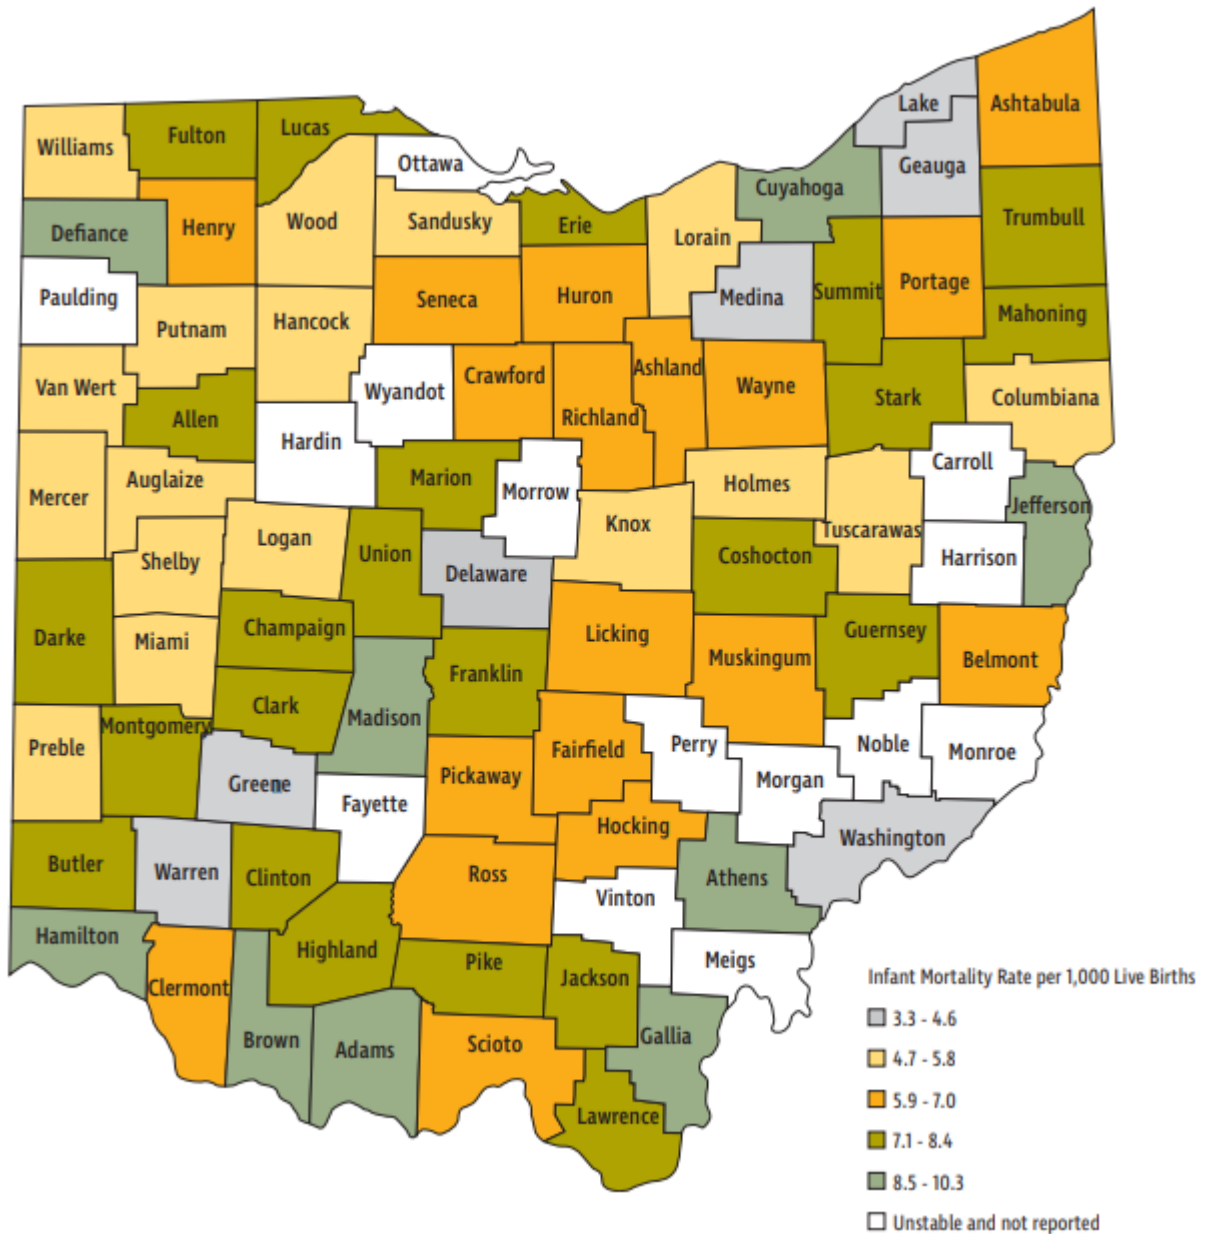 Lake
Ashtabula
Williams
Fulton
Lucas
Ottawa
Geauga
Cuyahoga
Defiance
Henry
Wood
Sandusky
Erie
Lorain
Trumbull
Paulding
Putnam
Hancock
Seneca
Huron
Medina
Summit
Portage
Mahoning
Van Wert
Allen
Wyandot
Crawford
Richland
Ashland
Wayne
Stark
Columbiana
Hardin
Mercer
Auglaize
Marion
Morrow
Holmes
Carroll
Jefferson
Shelby
Logan
Union
Delaware
Knox
Coshocton
Tuscarawas
Harrison
Darke
Miami
Champaign
Franklin
Licking
Muskingum
Guernsey
Belmont
Clark
Madison
Preble
Montgomery
Greene
Fayette
Pickaway
Fairfield
Perry
Morgan
Noble
Monroe
Butler
Warren
Clinton
Ross
Hocking
Washington
Athens
Vinton
Hamilton
Highland
Pike
Jackson
Meigs
Clermont
Brown
Adams
Scioto
Gallia
Lawrence
Infant Mortality Rate per 1,000 Live Births
3.3 - 4.6
4.7 - 5.8
5.9 - 7.0
7.1 - 8.4
8.5 - 10.3
Unstable and not reported